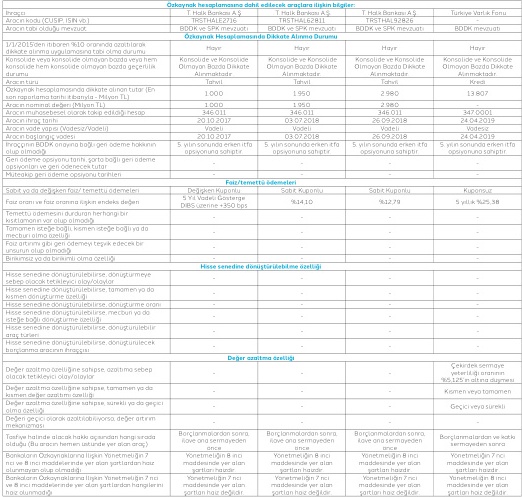 Özkaynak hesaplamasına dahil edilecek araçlara ilişkin bilgiler:
İhraçcı T. Halk Bankası A.Ş. T. Halk Bankası A.Ş. T. Halk Bankası A.Ş. Türkiye Varlık Fonu
Aracın kodu (CUSIP, ISIN vb.) TRSTHALE2716 TRSTHAL62811 TRSTHAL92826 -
Aracın tabi olduğu mevzuat BDDK ve SPK mevzuatı BDDK ve SPK mevzuatı BDDK ve SPK mevzuatı BDDK mevzuatı
Özkaynak Hesaplamasında Dikkate Alınma Durumu
1/1/2015'den itibaren %10 oranında azaltılarak dikkate alınma uygulamasına tabi olma durumu Hayır Hayır Hayır Hayır
Konsolide veya konsolide olmayan bazda veya hem konsolide hem konsolide olmayan bazda geçerlilik durumu Konsolide ve Konsolide Olmayan Bazda Dikkate Alınmaktadır. Konsolide ve Konsolide Olmayan Bazda Dikkate Alınmaktadır. Konsolide ve Konsolide Olmayan Bazda Dikkate Alınmaktadır. Konsolide ve Konsolide Olmayan Bazda Dikkate Alınmaktadır.
Aracın türü Tahvil Tahvil Tahvil Kredi
Özkaynak hesaplamasında dikkate alınan tutar (En son raporlama tarihi itibarıyla - Milyon TL) 1.000 1.950 2.980 13.807
Aracın nominal değeri (Milyon TL) 1.000 1.950 2.980
Aracın muhasebesel olarak takip edildiği hesap 346.011 346.011 346.011 347.0001
Aracın ihraç tarihi 20.10.2017 03.07.2018 26.09.2018 24.04.2019
Aracın vade yapısı (Vadesiz/Vadeli) Vadeli Vadeli Vadeli Vadesiz
Aracın başlangıç vadesi 20.10.2017 03.07.2018 26.09.2018 24.04.2019
İhraççının BDDK onayına bağlı geri ödeme hakkının olup olmadığı 5. yılın sonunda erken itfa opsiyonuna sahiptir. 5. yılın sonunda erken itfa opsiyonuna sahiptir. 5. yılın sonunda erken itfa opsiyonuna sahiptir. 5. yılın sonunda erken itfa opsiyonuna sahiptir.
Geri ödeme opsiyonu tarihi, şarta bağlı geri ödeme opsiyonları ve geri ödenecek tutar - - - -
Müteakip geri ödeme opsiyonu tarihleri - - - -
Faiz/temettü ödemeleri
Sabit ya da değişken faiz/ temettü ödemeleri Değişken Kuponlu Sabit Kuponlu Sabit Kuponlu Kuponsuz
Faiz oranı ve faiz oranına ilişkin endeks değeri 5 Yıl Vadeli Gösterge DİBS üzerine +350 bps %14,10 %12,79 5 yıllık %25,38
Temettü ödemesini durduran herhangi bir kısıtlamanın var olup olmadığı - - - -
Tamamen isteğe bağlı, kısmen isteğe bağlı ya da mecburi olma özelliği - - - -
Faiz artırımı gibi geri ödemeyi teşvik edecek bir unsurun olup olmadığı - - - -
Birikimsiz ya da birikimli olma özelliği - - - -
Hisse senedine dönüştürülebilme özelliği
Hisse senedine dönüştürülebilirse, dönüştürmeye sebep olacak tetikleyici olay/olaylar - - - -
Hisse senedine dönüştürülebilirse, tamamen ya da kısmen dönüştürme özelliği - - - -
Hisse senedine dönüştürülebilirse, dönüştürme oranı - - - -
Hisse senedine dönüştürülebilirse, mecburi ya da isteğe bağlı dönüştürme özelliği - - - -
Hisse senedine dönüştürülebilirse, dönüştürülebilir araç türleri - - - -
Hisse senedine dönüştürülebilirse, dönüştürülecek borçlanma aracının ihraççısı - - - -
Değer azaltma özelliği
Değer azaltma özelliğine sahipse, azaltıma sebep olacak tetikleyici olay/olaylar - - - Çekirdek sermaye yeterliliği oranının %5,125'in altına düşmesi
Değer azaltma özelliğine sahipse, tamamen ya da kısmen değer azaltımı özelliği - - - Kısmen veya tamamen
Değer azaltma özelliğine sahipse, sürekli ya da geçici olma özelliği - - - Geçici veya sürekli
Değeri geçici olarak azaltılabiliyorsa, değer artırım mekanizması - - -
Tasfiye halinde alacak hakkı açısından hangi sırada olduğu (Bu aracın hemen üstünde yer alan araç) Borçlanmalardan sonra, ilave ana sermayeden önce Borçlanmalardan sonra, ilave ana sermayeden önce Borçlanmalardan sonra, ilave ana sermayeden önce Borçlanmalardan ve katkı sermayeden sonra
Bankaların Özkaynaklarına İlişkin Yönetmeliğin 7 nci ve 8 inci maddelerinde yer alan şartlardan haiz olunmayan olup olmadığı Yönetmeliğin 8 inci maddesinde yer alan şartları haizdir. Yönetmeliğin 8 inci maddesinde yer alan şartları haizdir. Yönetmeliğin 8 inci maddesinde yer alan şartları haizdir. Yönetmeliğin 7 nci maddesinde yer alan şartları haizdir.
Bankaların Özkaynaklarına İlişkin Yönetmeliğin 7 nci ve 8 inci maddelerinde yer alan şartlardan hangilerini haiz olunmadığı Yönetmeliğin 7 nci maddesinde yer alan şartları haiz değildir. Yönetmeliğin 7 nci maddesinde yer alan şartları haiz değildir. Yönetmeliğin 7 nci maddesinde yer alan şartları haiz değildir. Yönetmeliğin 8 inci maddesinde yer alan şartları haiz değildir.